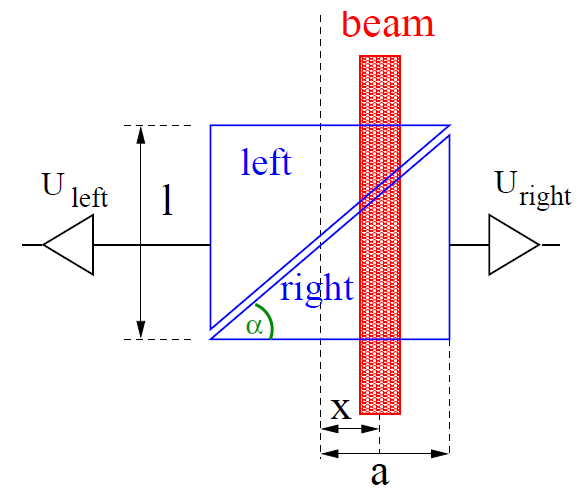 beam
left
U left
l
U right
right
α
x
a